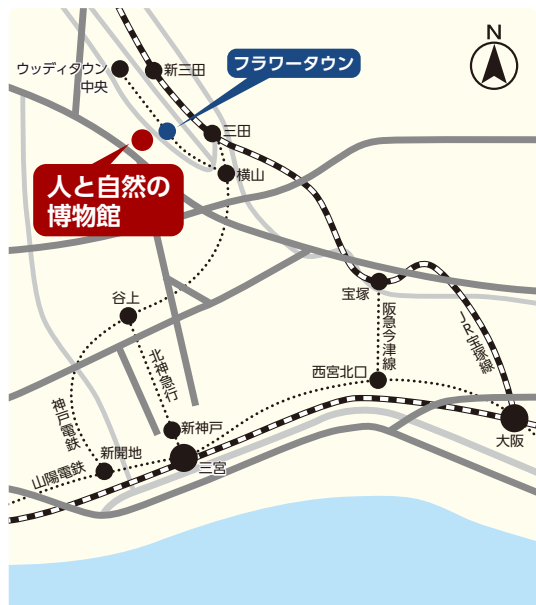 N
フラワータウン
ウッディタウン
中央
新三田
三田
人と自然の
博物館
横山
宝塚
谷上
阪急今津線
JR宝塚線
北神急行
西宮北口
神戸電鉄
新神戸
大阪
新開地
三宮
山陽電鉄